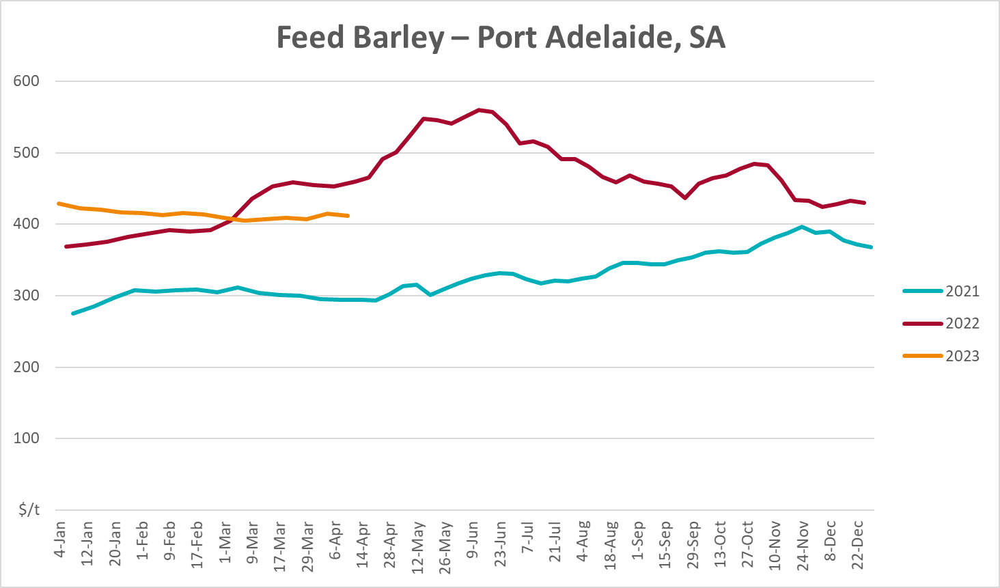 Feed Barley – Port Adelaide, SA
600
500
400
300
200
100
$/t
4-Jan
12-Jan
20-Jan
1-Feb
9-Feb
17-Feb
1-Mar
9-Mar
17-Mar
29-Mar
6-Apr
14-Apr
28-Apr
12-May
26-May
9-Jun
23-Jun
7-Jul
21-Jul
4-Aug
18-Aug
1-Sep
15-Sep
29-Sep
13-Oct
27-Oct
10-Nov
24-Nov
8-Dec
22-Dec
2021
2022
2023